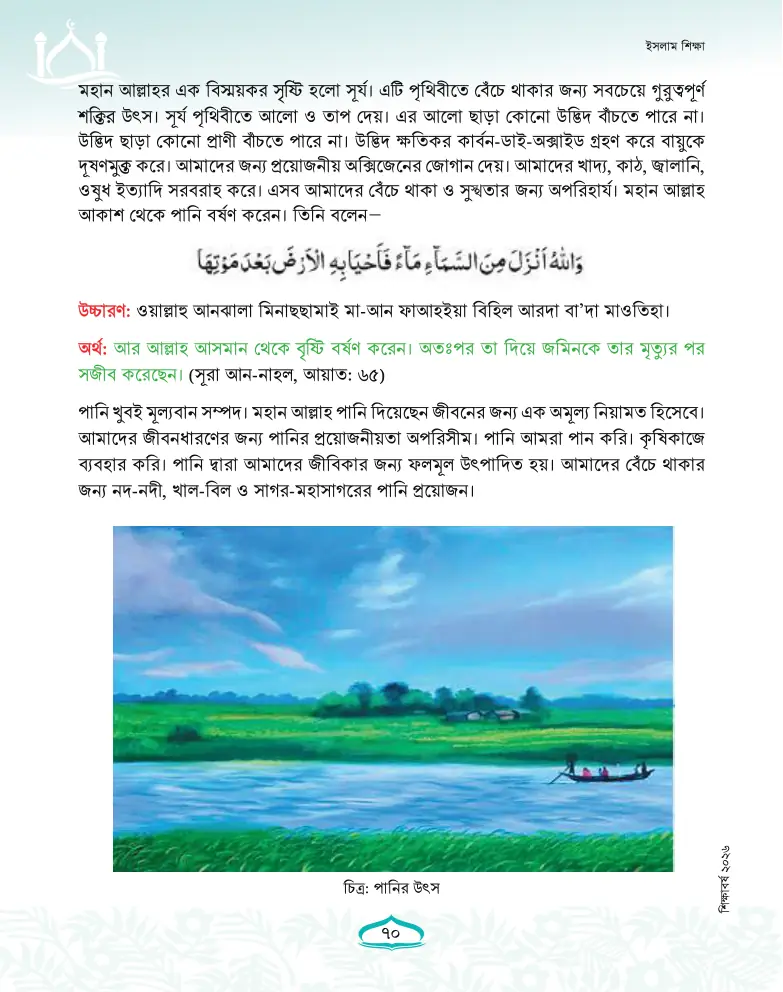 ইসলাম শিক্ষা
মহান আল্লাহর এক বিস্ময়কর সৃষ্টি হলো সূর্য। এটি পৃথিবীতে বেঁচে থাকার জন্য সবচেয়ে গুরুত্বপূর্ণ
শক্তির উৎস। সূর্য পৃথিবীতে আলো ও তাপ দেয়। এর আলো ছাড়া কোনো উদ্ভিদ বাঁচতে পারে না।
উদ্ভিদ ছাড়া কোনো প্রাণী বাঁচতে পারে না। উদ্ভিদ ক্ষতিকর কার্বন-ডাই-অক্সাইড গ্রহণ করে বায়ুকে
দূষণমুক্ত করে। আমাদের জন্য প্রয়োজনীয় অক্সিজেনের জোগান দেয়। আমাদের খাদ্য, কাঠ, জ্বালানি,
ওষুধ ইত্যাদি সরবরাহ করে। এসব আমাদের বেঁচে থাকা ও সুস্থতার জন্য অপরিহার্য। মহান আল্লাহ
আকাশ থেকে পানি বর্ষণ করেন। তিনি বলেন–
وَاللّٰهُ اَنْزَلَ مِنَ السَّمَآءِ مَآءً فَاَحْيَا بِهِ الْاَرْضَ بَعْدَ مَوْتِهَا
উচ্চারণ: ওয়াল্লাহু আনঝালা মিনাছছামাই মা-আন ফাআহইয়া বিহিল আরদা বা’দা মাওতিহা।
অর্থ: আর আল্লাহ আসমান থেকে বৃষ্টি বর্ষণ করেন। অতঃপর তা দিয়ে জমিনকে তার মৃত্যুর পর
সজীব করেছেন। (সূরা আন-নাহল, আয়াত: ৬৫)
পানি খুবই মূল্যবান সম্পদ। মহান আল্লাহ পানি দিয়েছেন জীবনের জন্য এক অমূল্য নিয়ামত হিসেবে।
আমাদের জীবনধারণের জন্য পানির প্রয়োজনীয়তা অপরিসীম। পানি আমরা পান করি। কৃষিকাজে
ব্যবহার করি। পানি দ্বারা আমাদের জীবিকার জন্য ফলমূল উৎপাদিত হয়। আমাদের বেঁচে থাকার
জন্য নদ-নদী, খাল-বিল ও সাগর-মহাসাগরের পানি প্রয়োজন।
চিত্র: পানির উৎস
শিক্ষাবর্ষ ২০২৬
৭০